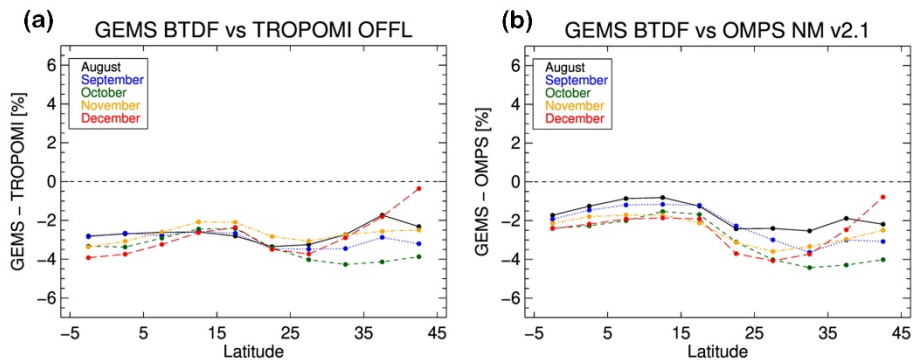 (a)
GEMS BTDF vs TROPOMI OFFL
GEMS − TROPOMI [%]
6
4
2
0
−2
−4
−6
August
September
October
November
December
−5 5 15 25 35 45
Latitude
(b)
GEMS BTDF vs OMPS NM v2.1
GEMS − OMPS [%]
6
4
2
0
−2
−4
−6
August
September
October
November
December
−5 5 15 25 35 45
Latitude